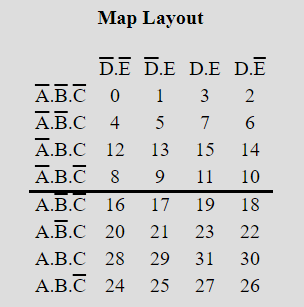 Map Layout
D̅.E̅ D̅.E D.E D.E̅
A̅.B̅.C̅ 0 1 3 2
A̅.B̅.C 4 5 7 6
A̅.B.C 12 13 15 14
A̅.B.C̅ 8 9 11 10
A.B̅.C̅ 16 17 19 18
A.B̅.C 20 21 23 22
A.B.C 28 29 31 30
A.B.C̅ 24 25 27 26